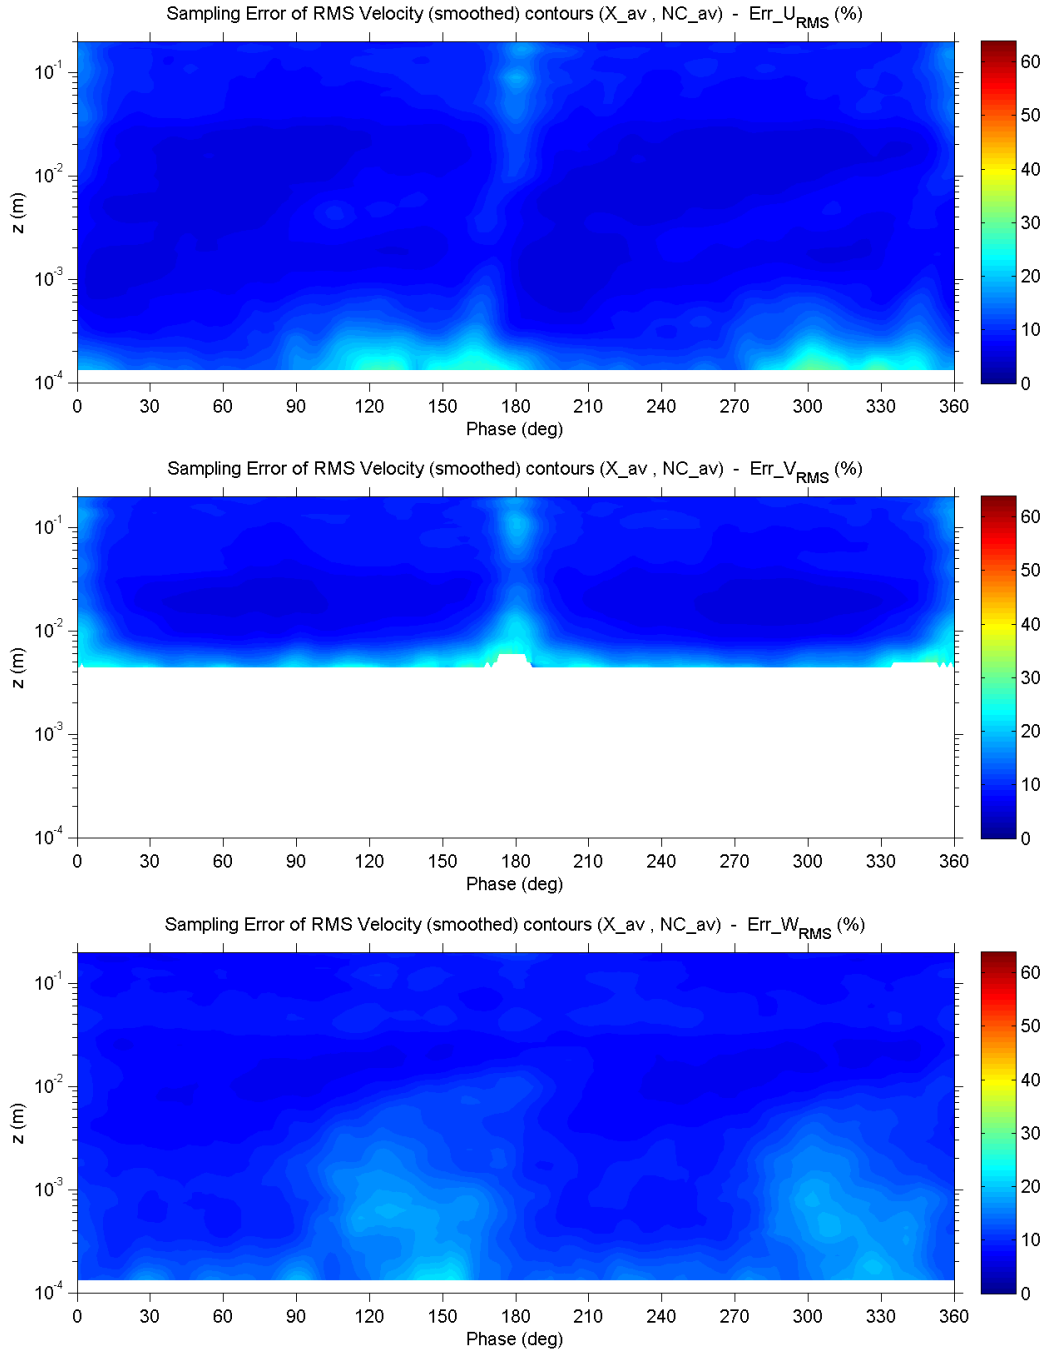 Sampling Error of RMS Velocity (smoothed) contours (X_av , NC_av)  -  Err_U_RMS (%)
10^-1
10^-2
10^-3
10^-4
z (m)
0 30 60 90 120 150 180 210 240 270 300 330 360
Phase (deg)
60
50
40
30
20
10
0
Sampling Error of RMS Velocity (smoothed) contours (X_av , NC_av)  -  Err_V_RMS (%)
10^-1
10^-2
10^-3
10^-4
z (m)
0 30 60 90 120 150 180 210 240 270 300 330 360
Phase (deg)
60
50
40
30
20
10
0
Sampling Error of RMS Velocity (smoothed) contours (X_av , NC_av)  -  Err_W_RMS (%)
10^-1
10^-2
10^-3
10^-4
z (m)
0 30 60 90 120 150 180 210 240 270 300 330 360
Phase (deg)
60
50
40
30
20
10
0